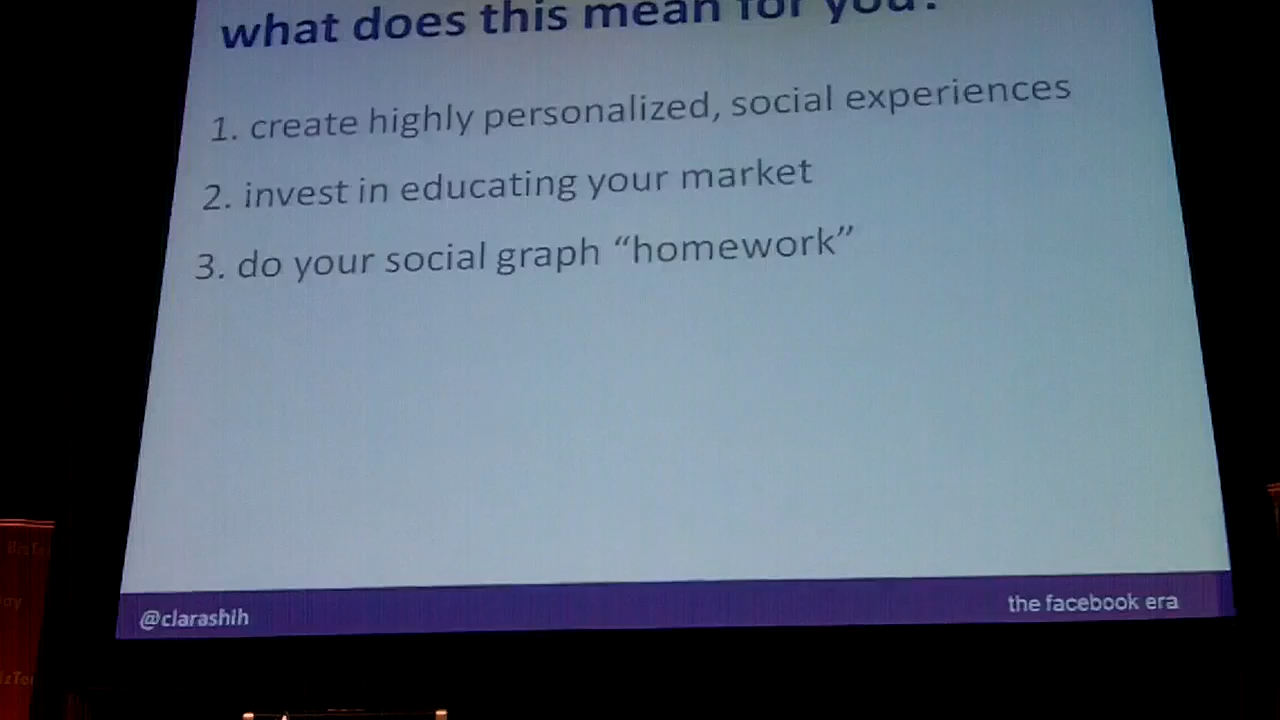 what does this mean for you?
1. create highly personalized, social experiences
2. invest in educating your market
3. do your social graph “homework”
@clarashih
the facebook era